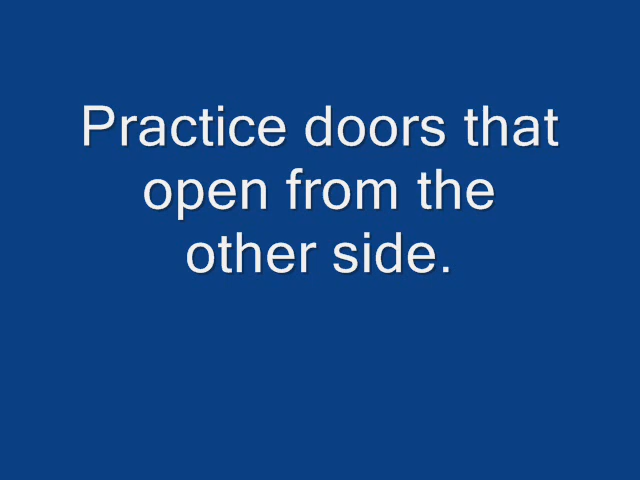 Practice doors that
open from the
other side.